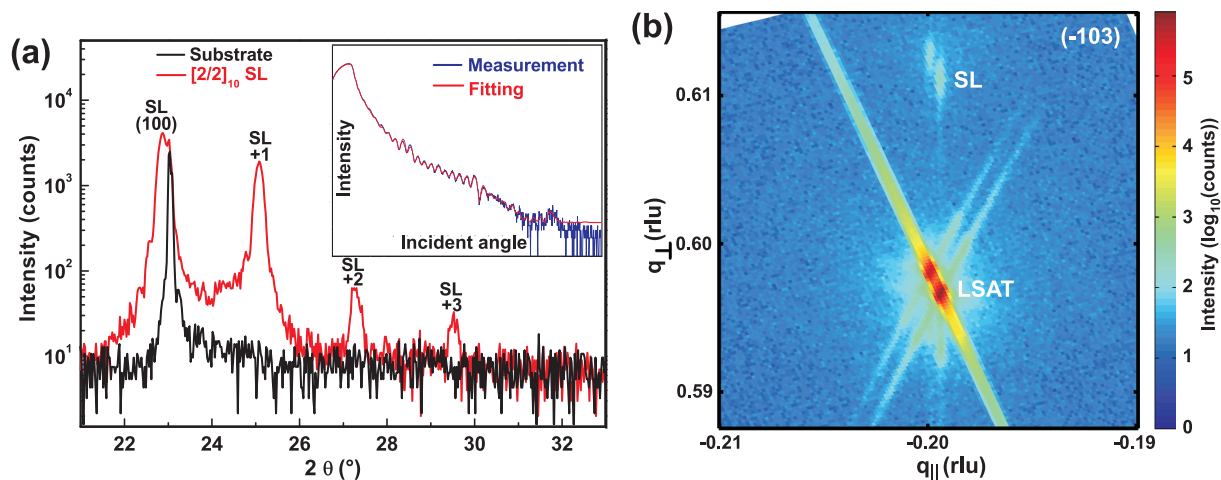 (a)
Substrate
[2/2]10 SL
Measurement
Fitting
Intensity
Incident angle
SL
(100)
SL
+1
SL
+2
SL
+3
Intensity (counts)
10^4
10^3
10^2
10^1
22 24 26 28 30 32
2 θ (°)
(b)
(-103)
SL
LSAT
q⊥(rlu)
0.61
0.60
0.59
-0.21 -0.20 -0.19
q||(rlu)
5
4
3
2
1
0
Intensity (log10(counts))